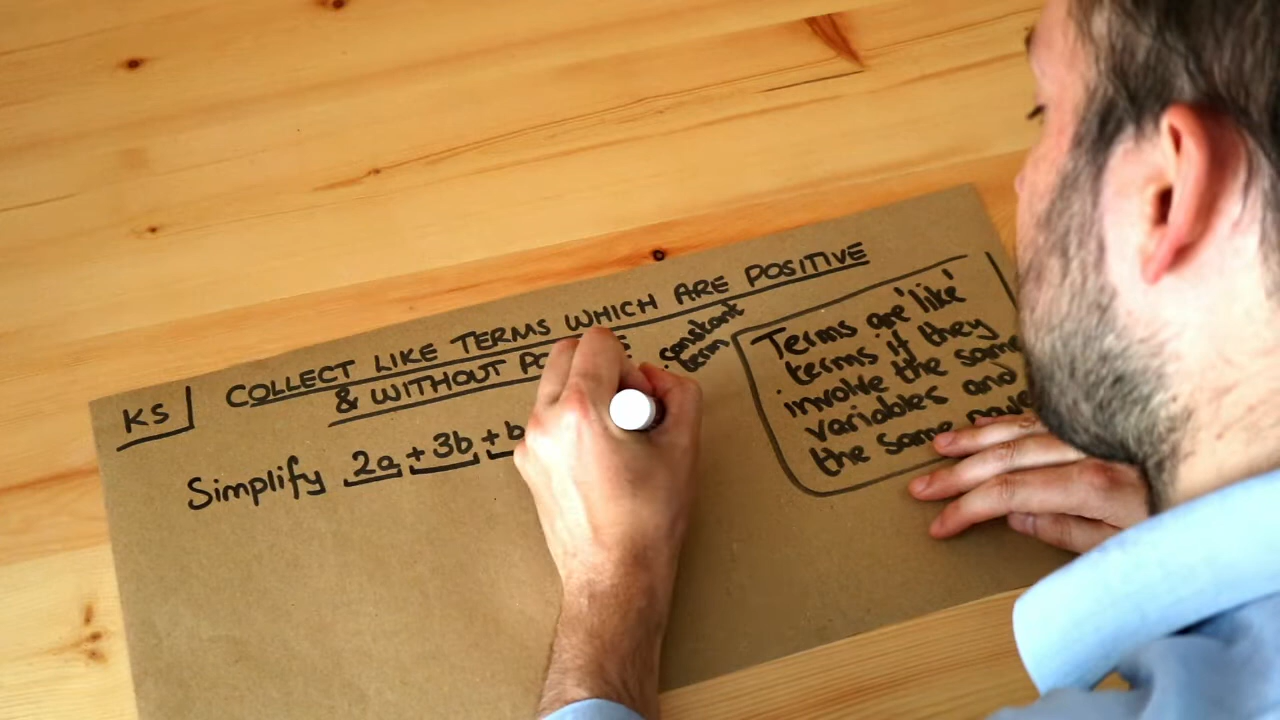 KS
COLLECT LIKE TERMS WHICH ARE POSITIVE
& WITHOUT
Simplify 2a + 3b + b
constant
term
Terms are 'like'
terms if they
involve the same
variables and
the same